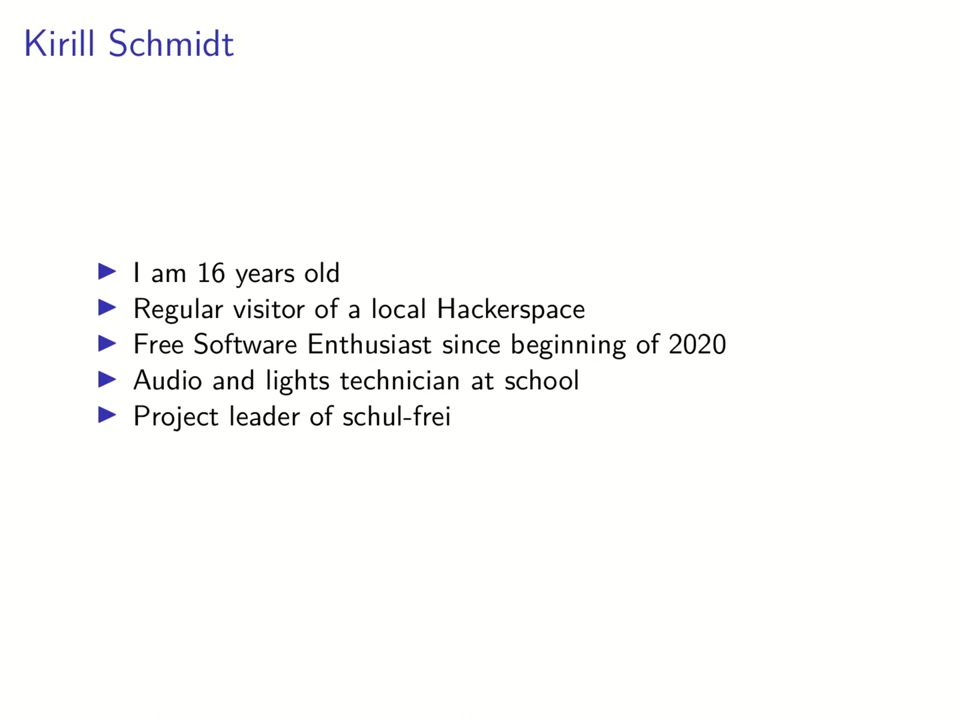 Kirill Schmidt
▶ I am 16 years old
▶ Regular visitor of a local Hackerspace
▶ Free Software Enthusiast since beginning of 2020
▶ Audio and lights technician at school
▶ Project leader of schul-frei